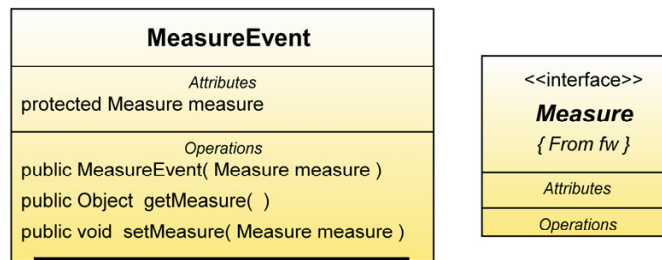 MeasureEvent
Attributes
protected Measure measure
Operations
public MeasureEvent( Measure measure )
public Object getMeasure( )
public void setMeasure( Measure measure )
<<interface>>
Measure
{ From fw }
Attributes
Operations